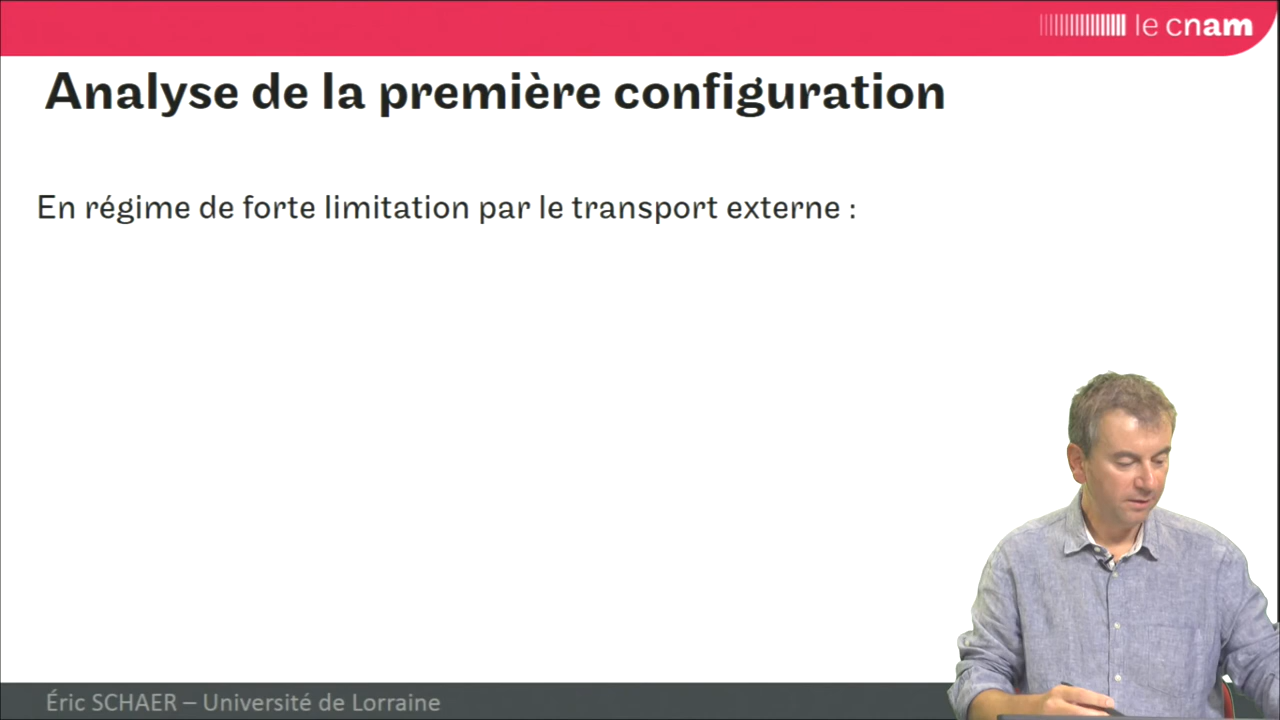 le cnam
Analyse de la première configuration
En régime de forte limitation par le transport externe :
Éric SCHAER – Université de Lorraine